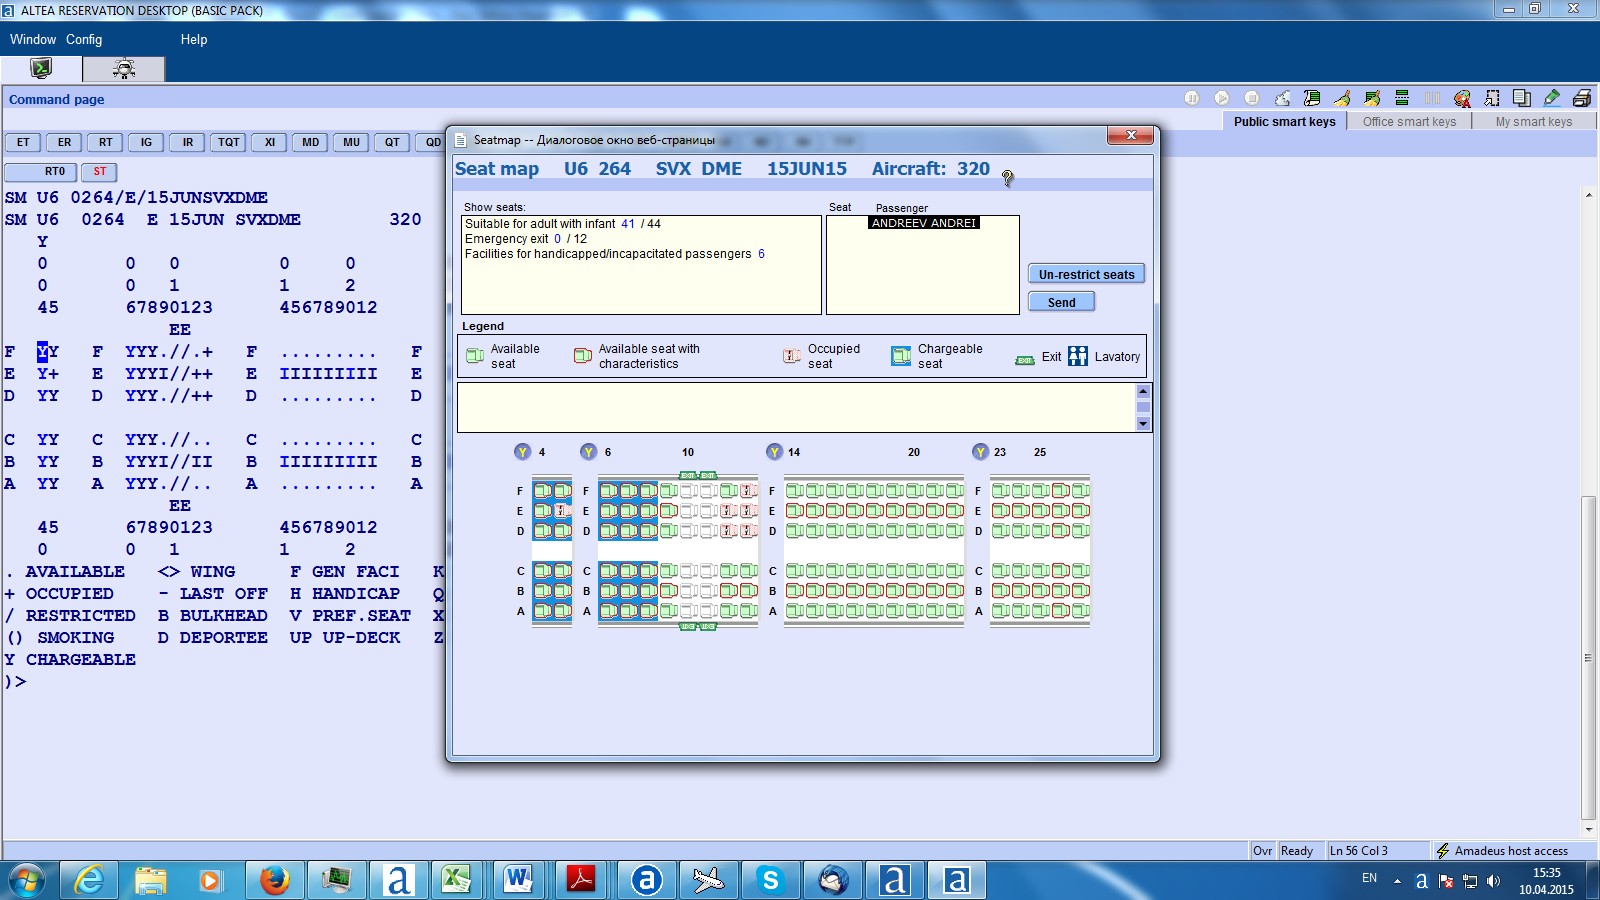 ALTEA RESERVATION DESKTOP (BASIC PACK)
Window Config Help
Command page
Public smart keys Office smart keys My smart keys
ET ER RT IG IR TQT XI MD MU QT QD
RT0 ST
SM U6 0264/E/15JUNSVXDME
SM U6 0264 E 15JUN SVXDME 320
Y
0 0 0 0 0
0 0 1 1 2
45 67890123 456789012
EE
F YY F YYY.//.+ F ......... F
E Y+ E YYYI//++ E IIIIIIIII E
D YY D YYY.//++ D ......... D
C YY C YYY.//.. C ......... C
B YY B YYYI//II B IIIIIIIII B
A YY A YYY.//.. A ......... A
EE
45 67890123 456789012
0 0 1 1 2
. AVAILABLE <> WING F GEN FACI K
+ OCCUPIED - LAST OFF H HANDICAP Q
/ RESTRICTED B BULKHEAD V PREF.SEAT X
() SMOKING D DEPORTEE UP UP-DECK Z
Y CHARGEABLE
)>
Seatmap -- Диалоговое окно веб-страницы
Seat map U6 264 SVX DME 15JUN15 Aircraft: 320
Show seats:
Suitable for adult with infant 41 / 44
Emergency exit 0 / 12
Facilities for handicapped/incapacitated passengers 6
Seat Passenger
ANDREEV ANDREI
Un-restrict seats
Send
Legend
Available seat
Available seat with characteristics
Occupied seat
Chargeable seat
EXIT Exit
Lavatory
Y 4 Y 6 10 Y 14 20 Y 23 25
EXIT EXIT
F F F F
E E E E
D D D D
C C C C
B B B B
A A A A
EXIT EXIT
Ovr Ready Ln 56 Col 3 Amadeus host access
EN 15:35
10.04.2015